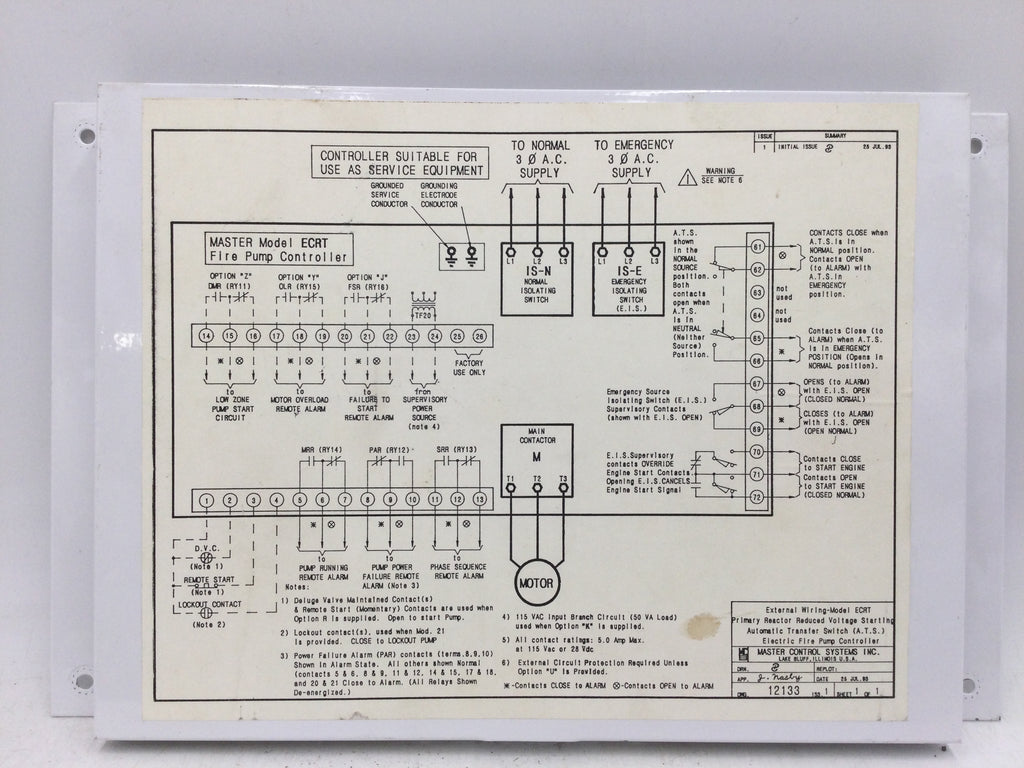 ISSUE SUMMARY
1 INITIAL ISSUE 25 JUL.93
CONTROLLER SUITABLE FOR
USE AS SERVICE EQUIPMENT
TO NORMAL
3 Ø A.C.
SUPPLY
TO EMERGENCY
3 Ø A.C.
SUPPLY
WARNING
SEE NOTE 6
GROUNDED
SERVICE
CONDUCTOR
GROUNDING
ELECTRODE
CONDUCTOR
MASTER Model ECRT
Fire Pump Controller
L1 L2 L3
IS-N
NORMAL
ISOLATING
SWITCH
L1 L2 L3
IS-E
EMERGENCY
ISOLATING
SWITCH
(E.I.S.)
A.T.S.
shown
in the
NORMAL
SOURCE
position.
Both
contacts
open when
A.T.S.
is in
NEUTRAL
(Neither
Source)
Position.
61
62
63
64
65
66
67
68
69
70
71
72
CONTACTS CLOSE when
A.T.S.is in
NORMAL position.
Contacts OPEN
(to ALARM) with
A.T.S.in
EMERGENCY
position.
not
used
not
used
Contacts Close (to
ALARM) when A.T.S.
is in EMERGENCY
POSITION (Opens in
NORMAL position).
OPTION "Z"
DMR (RY11)
OPTION "Y"
OLR (RY15)
OPTION "J"
FSR (RY16)
TF20
14 15 16 17 18 19 20 21 22 23 24 25 26
FACTORY
USE ONLY
to
LOW ZONE
PUMP START
CIRCUIT
to
MOTOR OVERLOAD
REMOTE ALARM
to
FAILURE TO
START
REMOTE ALARM
from
SUPERVISORY
POWER
SOURCE
(note 4)
Emergency Source
Isolating Switch (E.I.S.)
Supervisory Contacts
(shown with E.I.S. OPEN)
OPENS (to ALARM)
with E.I.S. OPEN
(CLOSED NORMAL)
CLOSES (to ALARM)
with E.I.S. OPEN
(OPEN NORMAL)
MAIN
CONTACTOR
M
T1 T2 T3
E.I.S.Supervisory
contacts OVERRIDE
Engine Start Contacts
Opening E.I.S.CANCELS
Engine Start Signal
Contacts CLOSE
to START ENGINE
Contacts OPEN
to START ENGINE
(CLOSED NORMAL)
MRR (RY14)
PAR (RY12)
SRR (RY13)
1 2 3 4 5 6 7 8 9 10 11 12 13
D.V.C.
(Note 1)
REMOTE START
(Note 1)
LOCKOUT CONTACT
(Note 2)
to
PUMP RUNNING
REMOTE ALARM
to
PUMP POWER
FAILURE REMOTE
ALARM (Note 3)
to
PHASE SEQUENCE
REMOTE ALARM
MOTOR
Notes:
1) Deluge Valve Maintained Contact(s)
& Remote Start (Momentary) Contacts are used when
Option R is supplied. Open to start Pump.
2) Lockout contact(s), used when Mod. 21
is provided. CLOSE to LOCKOUT PUMP
3) Power Failure Alarm (PAR) contacts (terms.8,9,10)
Shown In Alarm State. All others shown Normal
(contacts 5 & 6, 8 & 9, 11 & 12, 14 & 15, 17 & 18,
and 20 & 21 Close to Alarm). (All Relays Shown
De-energized.)
4) 115 VAC Input Branch Circuit (50 VA Load)
used when Option "K" is supplied.
5) All contact ratings: 5.0 Amp Max.
at 115 Vac or 28 Vdc
6) External Circuit Protection Required Unless
Option "U" is Provided.
⋇-Contacts CLOSE to ALARM ⊗-Contacts OPEN to ALARM
External Wiring-Model ECRT
Primary Reactor Reduced Voltage Starting
Automatic Transfer Switch (A.T.S.)
Electric Fire Pump Controller
MASTER CONTROL SYSTEMS INC.
LAKE BLUFF, ILLINOIS U.S.A.
DRN. REPLOT:
APP. J. Nasby DATE 25 JUL.93
DWG. 12133 ISS. 1 SHEET 1 OF 1